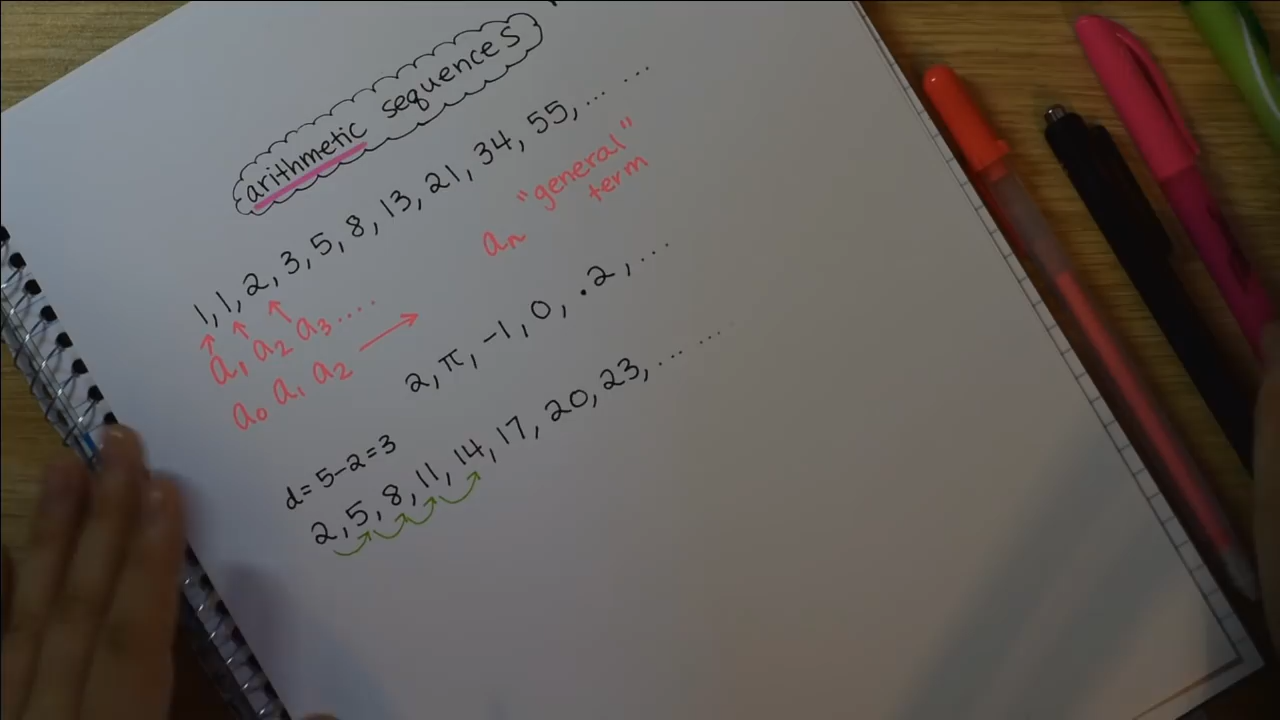 arithmetic sequences
1, 1, 2, 3, 5, 8, 13, 21, 34, 55, ... ...
"general"
term
aₙ
a₁ a₂ a₃ ....
a₀ a₁ a₂ →
2, π, -1, 0, .2, ...
d = 5-2 = 3
2, 5, 8, 11, 14, 17, 20, 23, ... ....